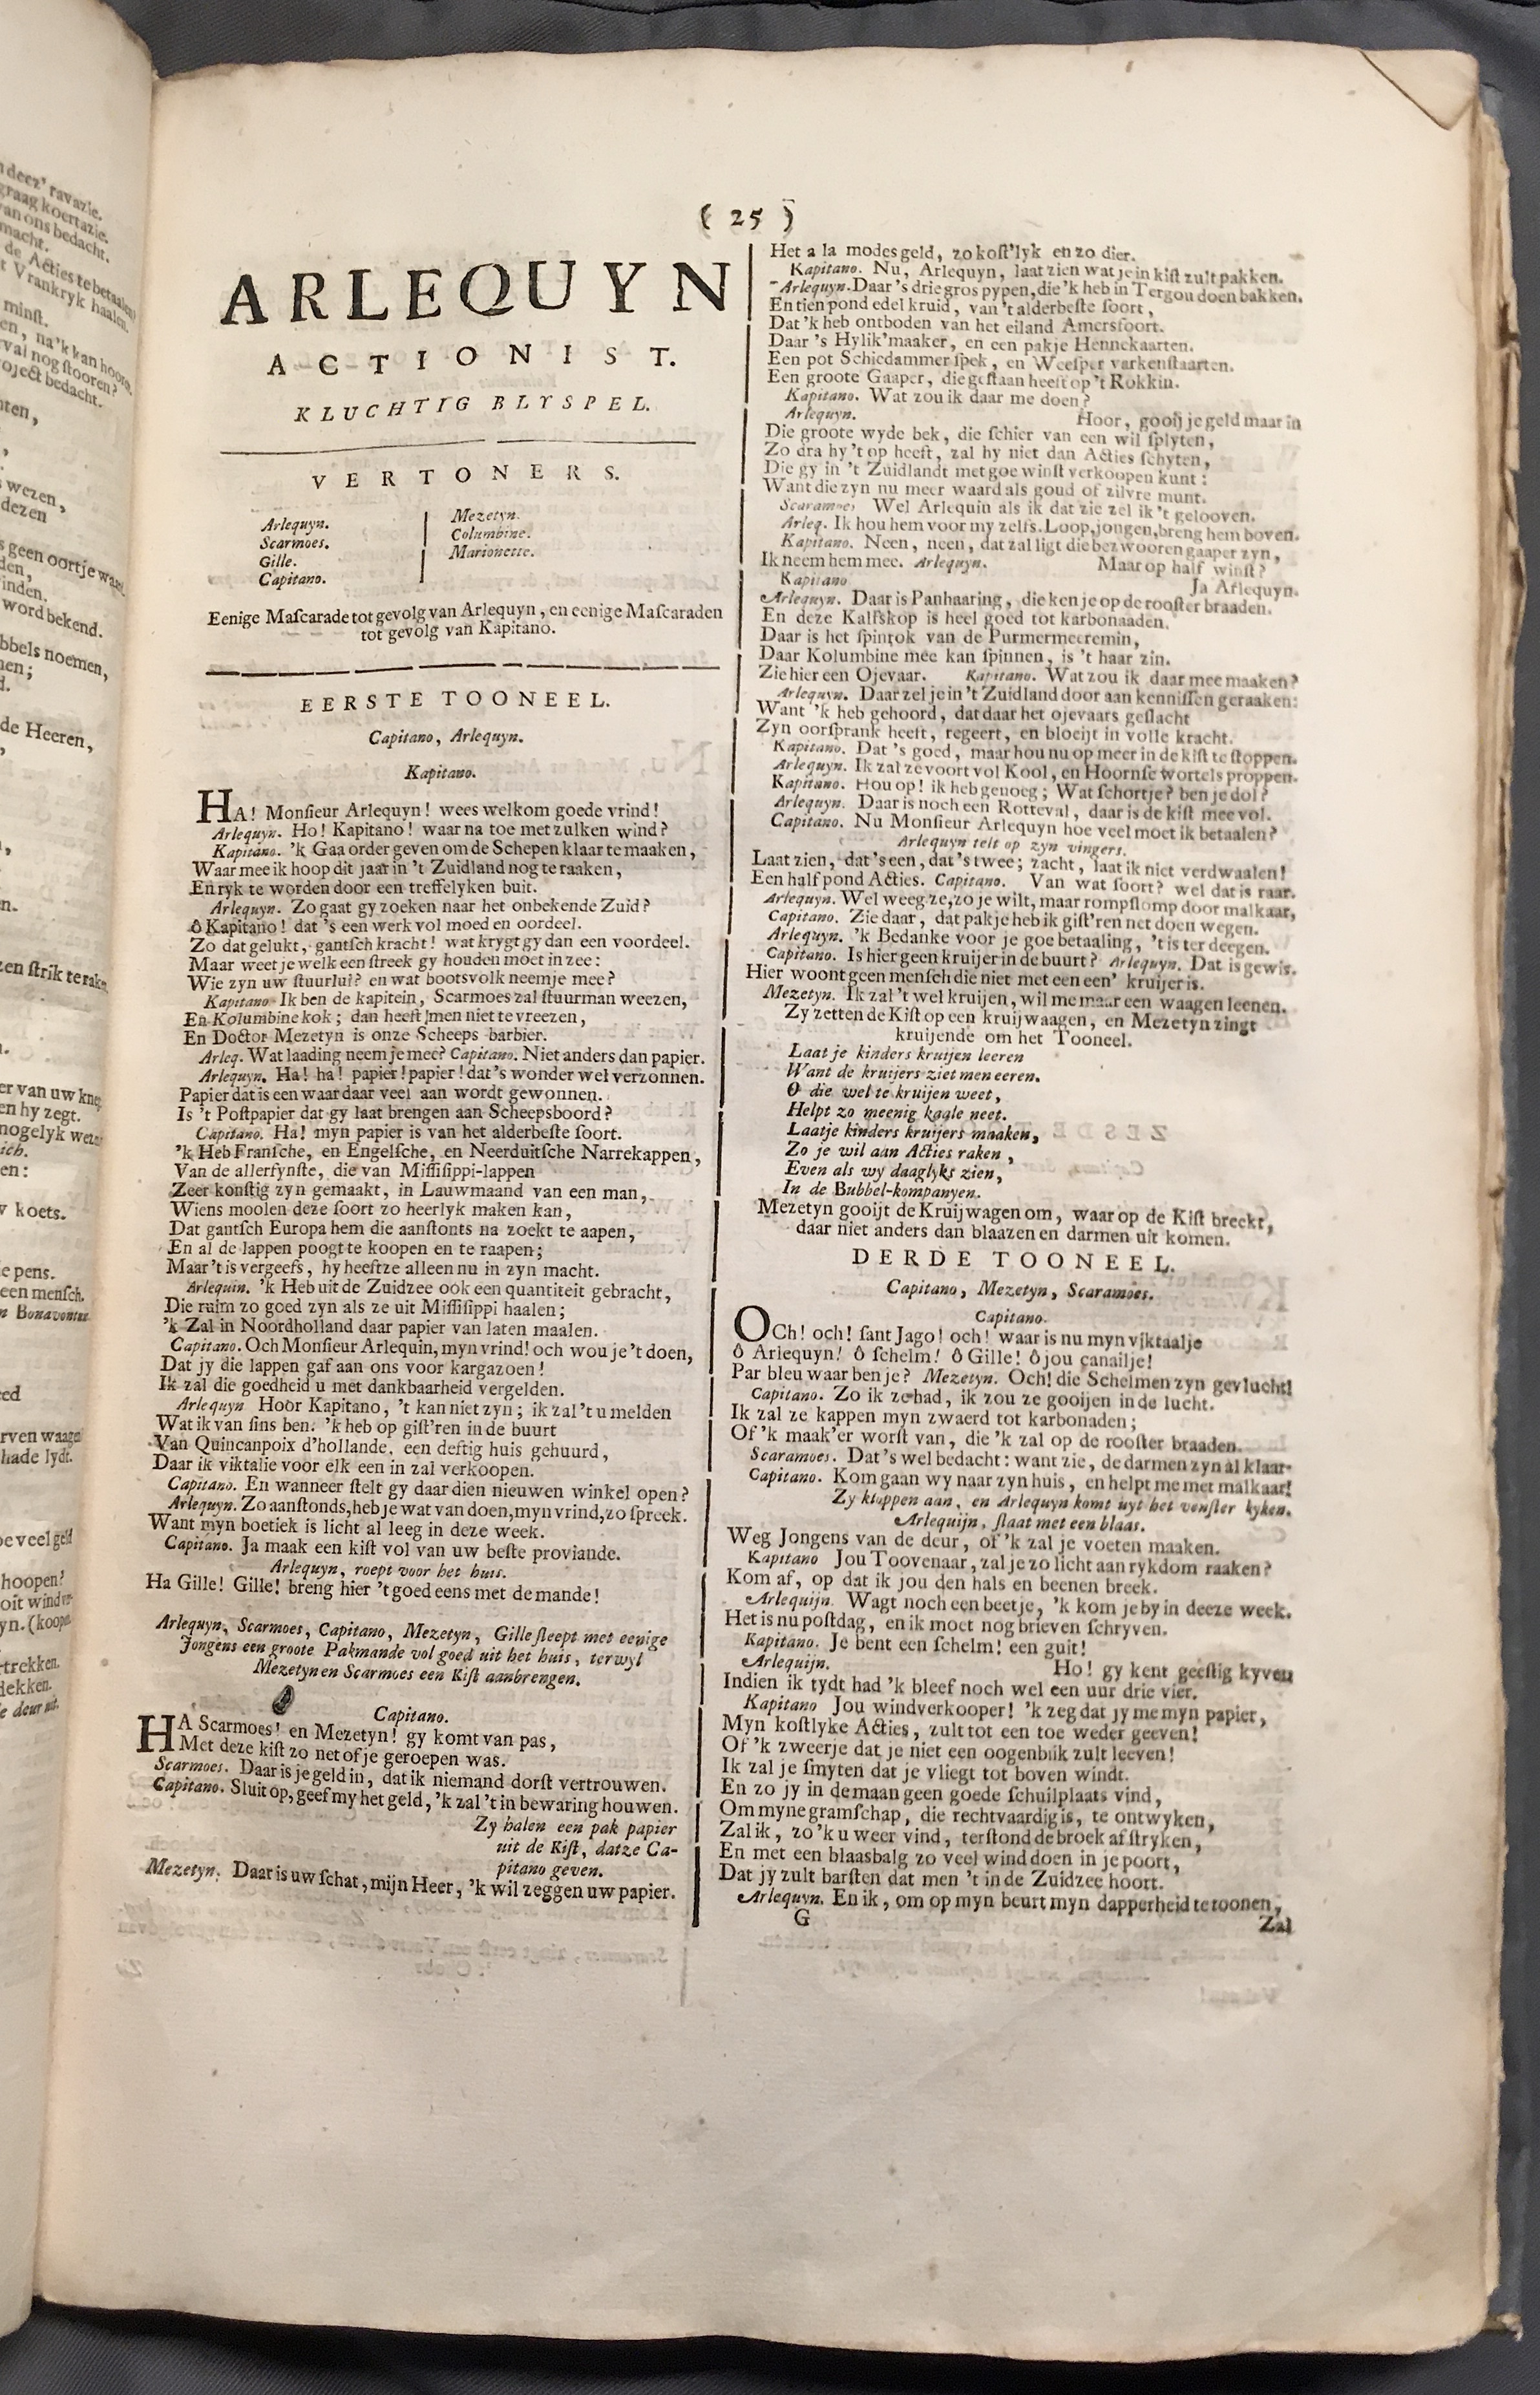 ( 25 )
ARLEQUYN
ACTIONIST.
KLUCHTIG BLYSPEL.
VERTONERS.
Arlequyn.
Scarmoes.
Gille.
Capitano.
Mezetyn.
Columbine.
Marionette.
Eenige Maſcarade tot gevolg van Arlequyn, en eenige Maſcaraden
tot gevolg van Kapitano.
EERSTE TOONEEL.
Capitano, Arlequyn.
Kapitano.
HA! Monſieur Arlequyn! wees welkom goede vrind!
Arlequyn. Ho! Kapitano! waar na toe met zulken wind?
Kapitano. 'k Gaa order geven om de Schepen klaar te maaken,
Waar mee ik hoop dit jaar in 't Zuidland nog te raaken,
En ryk te worden door een treffelyken buit.
Arlequyn. Zo gaat gy zoeken naar het onbekende Zuid?
ô Kapitano! dat 's een werk vol moed en oordeel.
Zo dat gelukt, gantſch kracht! wat krygt gy dan een voordeel.
Maar weet je welk een ſtreek gy houden moet in zee:
Wie zyn uw ſtuurlui? en wat bootsvolk neemje mee?
Kapitano Ik ben de kapitein, Scarmoes zal ſtuurman weezen,
En Kolumbine kok; dan heeft men niet te vreezen,
En Doctor Mezetyn is onze Scheeps barbier.
Arleq. Wat laading neem je mee? Capitano. Niet anders dan papier.
Arlequyn. Ha! ha! papier! papier! dat's wonder wel verzonnen.
Papier dat is een waar daar veel aan wordt gewonnen.
Is 't Poſtpapier dat gy laat brengen aan Scheepsboord?
Capitano. Ha! myn papier is van het alderbeſte ſoort.
'k Heb Franſche, en Engelſche, en Neerduitſche Narrekappen,
Van de allerfynſte, die van Miſſiſippi-lappen
Zeer konſtig zyn gemaakt, in Lauwmaand van een man,
Wiens moolen deze ſoort zo heerlyk maken kan,
Dat gantſch Europa hem die aanſtonts na zoekt te aapen,
En al de lappen poogt te koopen en te raapen;
Maar 't is vergeefs, hy heeftze alleen nu in zyn macht.
Arlequin. 'k Heb uit de Zuidzee ook een quantiteit gebracht,
Die ruim zo goed zyn als ze uit Miſſiſippi haalen;
'k Zal in Noordholland daar papier van laten maalen.
Capitano. Och Monſieur Arlequin, myn vrind! och wou je 't doen,
Dat jy die lappen gaf aan ons voor kargazoen!
Ik zal die goedheid u met dankbaarheid vergelden.
Arlequyn Hoor Kapitano, 't kan niet zyn; ik zal 't u melden
Wat ik van ſins ben. 'k heb op giſt'ren in de buurt
Van Quincanpoix d'hollande, een deftig huis gehuurd,
Daar ik viktalie voor elk een in zal verkoopen.
Capitano. En wanneer ſtelt gy daar dien nieuwen winkel open?
Arlequyn. Zo aanſtonds, heb je wat van doen, myn vrind, zo ſpreek.
Want myn boetiek is licht al leeg in deze week.
Capitano. Ja maak een kiſt vol van uw beſte proviande.
Arlequyn, roept voor het huis.
Ha Gille! Gille! breng hier 't goed eens met de mande!
Arlequyn, Scarmoes, Capitano, Mezetyn, Gille ſleept met eenige
Jongens een groote Pakmande vol goed uit het huis, terwyl
Mezetyn en Scarmoes een Kiſt aanbrengen.
Capitano.
HA Scarmoes! en Mezetyn! gy komt van pas,
Met deze kiſt zo net of je geroepen was.
Scarmoes. Daar is je geld in, dat ik niemand dorſt vertrouwen.
Capitano. Sluit op, geef my het geld, 'k zal 't in bewaring houwen.
Zy halen een pak papier
uit de Kiſt, datze Ca-
pitano geven.
Mezetyn. Daar is uw ſchat, mijn Heer, 'k wil zeggen uw papier.
Het a la modes geld, zo koſt'lyk en zo dier.
Kapitano. Nu, Arlequyn, laat zien wat je in kiſt zult pakken.
Arlequyn. Daar 's drie gros pypen, die 'k heb in Tergou doen bakken.
En tien pond edel kruid, van 't alderbeſte ſoort,
Dat 'k heb ontboden van het eiland Amersfoort.
Daar 's Hylik'maaker, en een pakje Hennekaarten.
Een pot Schiedammer ſpek, en Weeſper varkenſtaarten.
Een groote Gaaper, die geſtaan heeft op 't Rokkin.
Kapitano. Wat zou ik daar me doen?
Arlequyn. Hoor, gooij je geld maar in
Die groote wyde bek, die ſchier van een wil ſplyten,
Zo dra hy 't op heeft, zal hy niet dan Acties ſchyten,
Die gy in 't Zuidlandt met goe winſt verkoopen kunt:
Want die zyn nu meer waard als goud of zilvre munt.
Scaramoes Wel Arlequin als ik dat zie zel ik 't gelooven.
Arleq. Ik hou hem voor my zelfs. Loop, jongen, breng hem boven.
Kapitano. Neen, neen, dat zal ligt die bezwooren gaaper zyn,
Ik neem hem mee. Arlequyn. Maar op half winſt?
Kapitano Ja Arlequyn.
Arlequyn. Daar is Panhaaring, die ken je op de rooſter braaden.
En deze Kalfskop is heel goed tot karbonaaden.
Daar is het ſpinrok van de Purmermeeremin,
Daar Kolumbine mee kan ſpinnen, is 't haar zin.
Zie hier een Ojevaar. Kapitano. Wat zou ik daar mee maaken?
Arlequyn. Daar zel je in 't Zuidland door aan kenniſſen geraaken:
Want 'k heb gehoord, dat daar het ojevaars geſlacht
Zyn oorſprank heeft, regeert, en bloeijt in volle kracht.
Kapitano. Dat 's goed, maar hou nu op meer in de kiſt te ſtoppen.
Arlequyn. Ik zal ze voort vol Kool, en Hoornſe wortels proppen.
Kapitano. Hou op! ik heb genoeg; Wat ſchortje? ben je dol?
Arlequyn. Daar is noch een Rotteval, daar is de kiſt mee vol.
Capitano. Nu Monſieur Arlequyn hoe veel moet ik betaalen?
Arlequyn telt op zyn vingers.
Laat zien, dat 's een, dat 's twee; zacht, laat ik niet verdwaalen!
Een half pond Acties. Capitano. Van wat ſoort? wel dat is raar.
Arlequyn. Wel weeg ze, zo je wilt, maar rompſlomp door malkaar,
Capitano. Zie daar, dat pakje heb ik giſt'ren net doen wegen.
Arlequyn. 'k Bedanke voor je goe betaaling, 't is ter deegen.
Capitano. Is hier geen kruijer in de buurt? Arlequyn. Dat is gewis.
Hier woont geen menſch die niet met een een' kruijer is.
Mezetyn. Ik zal 't wel kruijen, wil me maar een waagen leenen.
Zy zetten de Kiſt op een kruijwaagen, en Mezetyn zingt
kruijende om het Tooneel.
Laat je kinders kruijen leeren
Want de kruijers ziet men eeren.
O die wel te kruijen weet,
Helpt zo meenig kaale neet.
Laatje kinders kruijers maaken,
Zo je wil aan Acties raken,
Even als wy daaglyks zien,
In de Bubbel-kompanyen.
Mezetyn gooijt de Kruijwagen om, waar op de Kiſt breekt,
daar niet anders dan blaazen en darmen uit komen.
DERDE TOONEEL.
Capitano, Mezetyn, Scaramoes.
Capitano.
OCh! och! ſant Jago! och! waar is nu myn viktaalje
ô Arlequyn! ô ſchelm! ô Gille! ô jou canailje!
Par bleu waar ben je? Mezetyn. Och! die Schelmen zyn gevlucht!
Capitano. Zo ik ze had, ik zou ze gooijen in de lucht.
Ik zal ze kappen myn zwaerd tot karbonaden;
Of 'k maak'er worſt van, die 'k zal op de rooſter braaden.
Scaramoes. Dat 's wel bedacht: want zie, de darmen zyn al klaar.
Capitano. Kom gaan wy naar zyn huis, en helpt me met malkaar!
Zy kloppen aan, en Arlequyn komt uyt het venſter kyken.
Arlequijn, ſlaat met een blaas.
Weg Jongens van de deur, of 'k zal je voeten maaken.
Kapitano Jou Toovenaar, zal je zo licht aan rykdom raaken?
Kom af, op dat ik jou den hals en beenen breek.
Arlequijn. Wagt noch een beetje, 'k kom je by in deeze week.
Het is nu poſtdag, en ik moet nog brieven ſchryven.
Kapitano. Je bent een ſchelm! een guit!
Arlequijn. Ho! gy kent geeſtig kyven
Indien ik tydt had 'k bleef noch wel een uur drie vier.
Kapitano Jou windverkooper! 'k zeg dat jy me myn papier,
Myn koſtlyke Acties, zult tot een toe weder geeven!
Of 'k zweerje dat je niet een oogenblik zult leeven!
Ik zal je ſmyten dat je vliegt tot boven windt.
En zo jy in de maan geen goede ſchuilplaats vind,
Om myne gramſchap, die rechtvaardig is, te ontwyken,
Zal ik, zo 'k u weer vind, terſtond de broek af ſtryken,
En met een blaasbalg zo veel wind doen in je poort,
Dat jy zult barſten dat men 't in de Zuidzee hoort.
Arlequyn. En ik, om op myn beurt myn dapperheid te toonen,
G
Zal